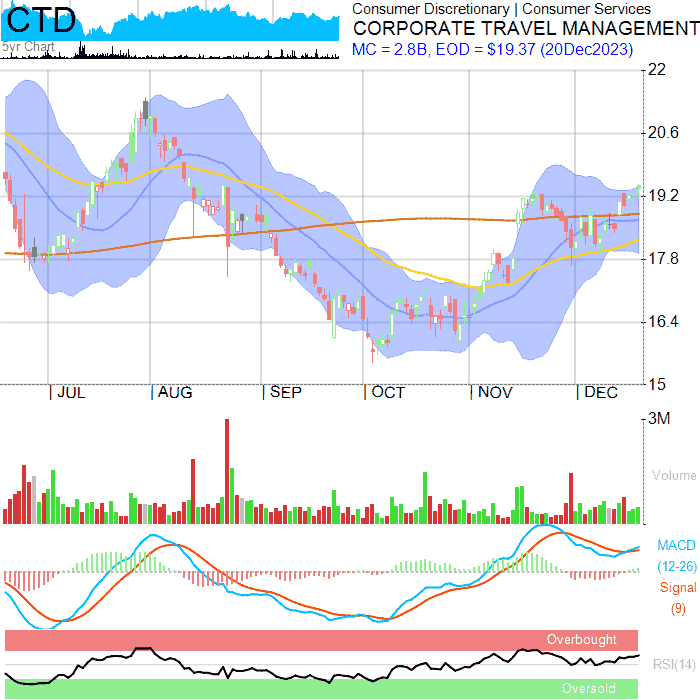 CTD
5yr Chart
Consumer Discretionary | Consumer Services
CORPORATE TRAVEL MANAGEMENT
MC = 2.8B, EOD = $19.37 (20Dec2023)
22
20.6
19.2
17.8
16.4
15
| JUL
| AUG
| SEP
| OCT
| NOV
| DEC
3M
Volume
MACD
(12-26)
Signal
(9)
Overbought
RSI(14)
Oversold